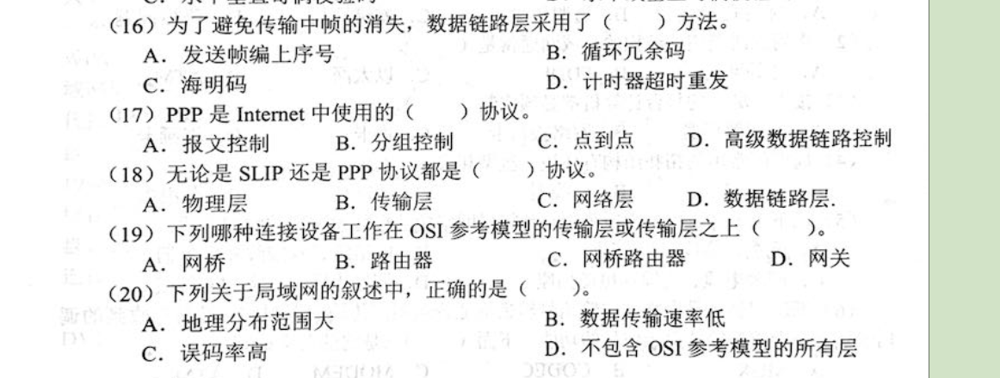 (16)为了避免传输中帧的消失，数据链路层采用了（  ）方法。
A．发送帧编上序号 B．循环冗余码
C．海明码 D．计时器超时重发
(17) PPP 是 Internet 中使用的（  ）协议。
A．报文控制 B．分组控制 C．点到点 D．高级数据链路控制
(18) 无论是 SLIP 还是 PPP 协议都是（  ）协议。
A．物理层 B．传输层 C．网络层 D．数据链路层.
(19) 下列哪种连接设备工作在 OSI 参考模型的传输层或传输层之上（  ）。
A．网桥 B．路由器 C．网桥路由器 D．网关
(20) 下列关于局域网的叙述中，正确的是（  ）。
A．地理分布范围大 B．数据传输速率低
C．误码率高 D．不包含 OSI 参考模型的所有层